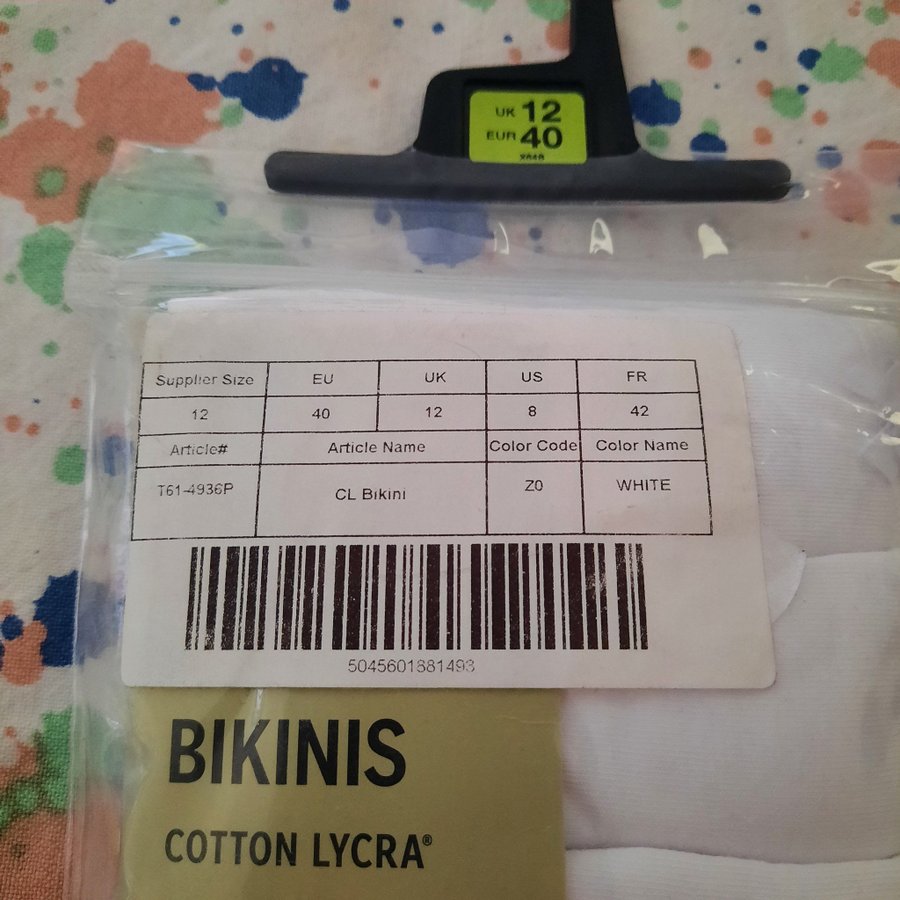 UK 12
EUR 40
Supplier Size EU UK US FR
12 40 12 8 42
Article# Article Name Color Code Color Name
T61-4936P CL Bikini Z0 WHITE
5045601881493
BIKINIS
COTTON LYCRA®